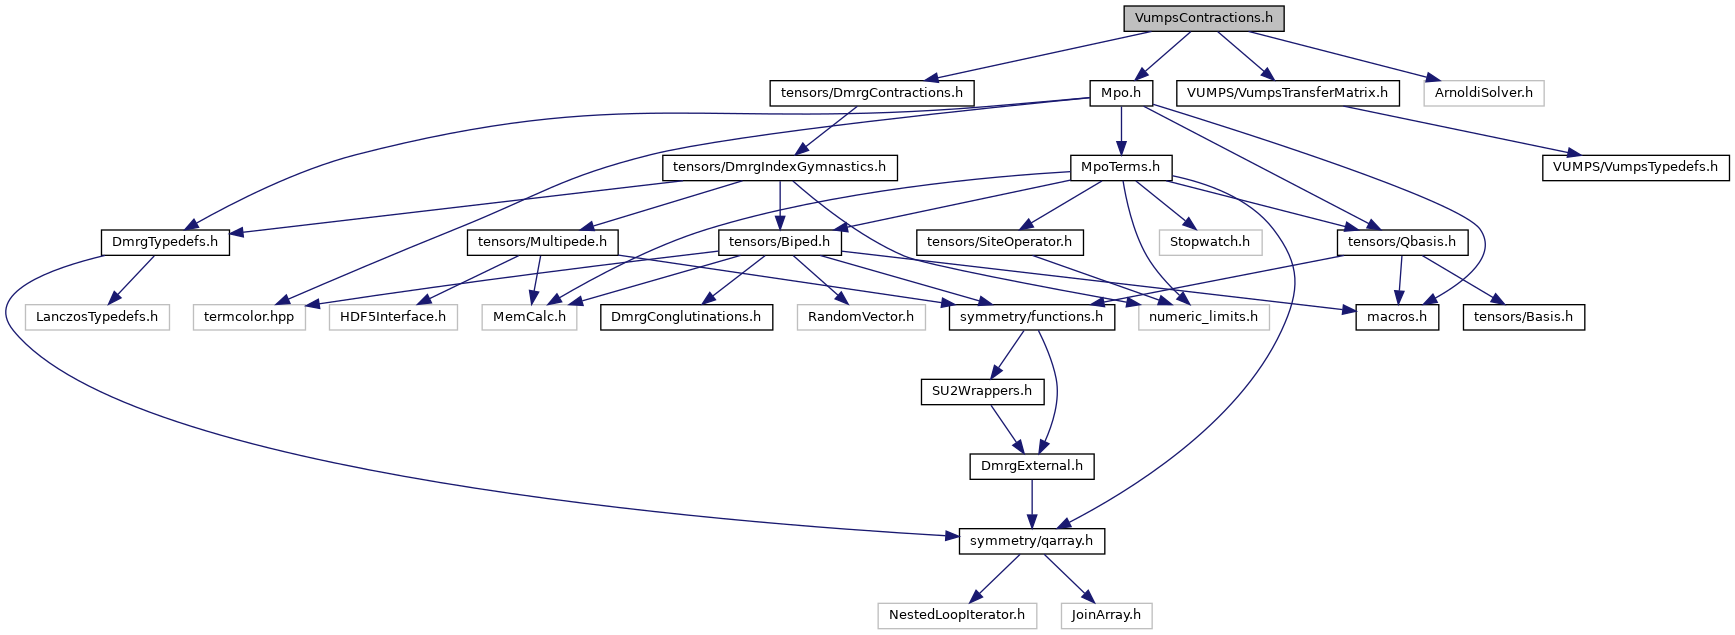 VumpsContractions.h
tensors/DmrgContractions.h
Mpo.h
VUMPS/VumpsTransferMatrix.h
ArnoldiSolver.h
tensors/DmrgIndexGymnastics.h
MpoTerms.h
VUMPS/VumpsTypedefs.h
DmrgTypedefs.h
tensors/Multipede.h
tensors/Biped.h
tensors/SiteOperator.h
Stopwatch.h
tensors/Qbasis.h
LanczosTypedefs.h
termcolor.hpp
HDF5Interface.h
MemCalc.h
DmrgConglutinations.h
RandomVector.h
symmetry/functions.h
numeric_limits.h
macros.h
tensors/Basis.h
SU2Wrappers.h
DmrgExternal.h
symmetry/qarray.h
NestedLoopIterator.h
JoinArray.h